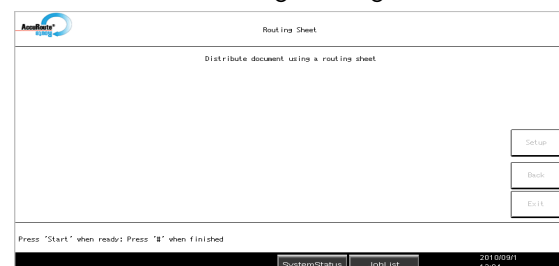 AccuRoute
Routing Sheet
Distribute document using a routing sheet
Setup
Back
Exit
Press "Start" when ready; Press "#" when finished
SystemStatus
JobList
2010/09/1